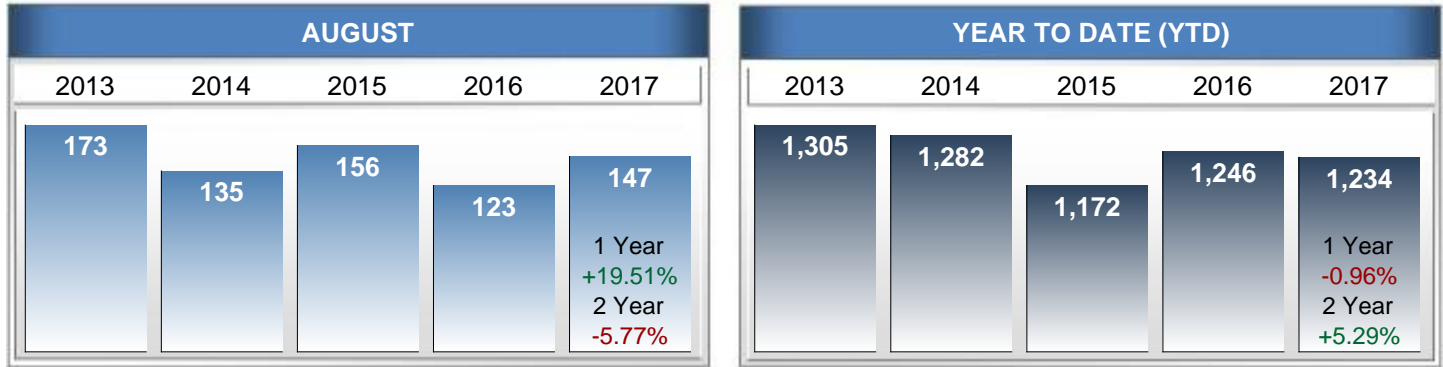 AUGUST
2013 2014 2015 2016 2017
173
135
156
123
147
1 Year
+19.51%
2 Year
-5.77%
YEAR TO DATE (YTD)
2013 2014 2015 2016 2017
1,305
1,282
1,172
1,246
1,234
1 Year
-0.96%
2 Year
+5.29%